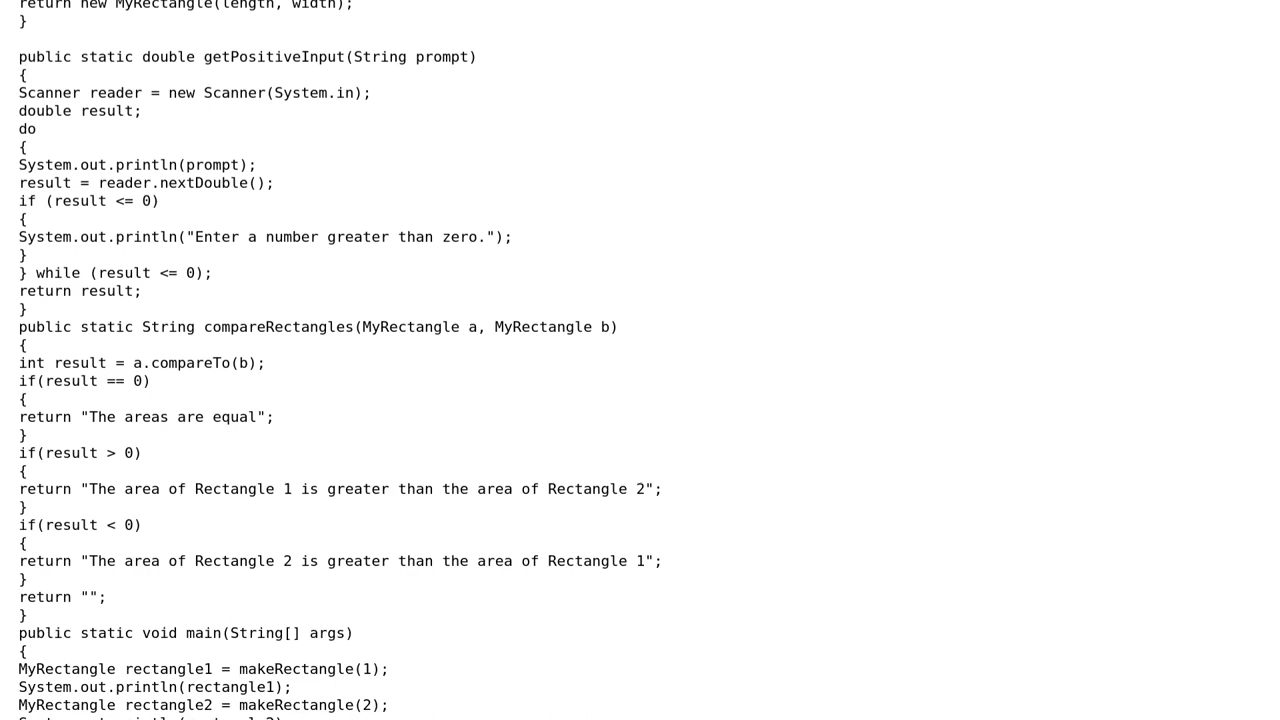 return new MyRectangle(length, width);
}

public static double getPositiveInput(String prompt)
{
Scanner reader = new Scanner(System.in);
double result;
do
{
System.out.println(prompt);
result = reader.nextDouble();
if (result <= 0)
{
System.out.println("Enter a number greater than zero.");
}
} while (result <= 0);
return result;
}
public static String compareRectangles(MyRectangle a, MyRectangle b)
{
int result = a.compareTo(b);
if(result == 0)
{
return "The areas are equal";
}
if(result > 0)
{
return "The area of Rectangle 1 is greater than the area of Rectangle 2";
}
if(result < 0)
{
return "The area of Rectangle 2 is greater than the area of Rectangle 1";
}
return "";
}
public static void main(String[] args)
{
MyRectangle rectangle1 = makeRectangle(1);
System.out.println(rectangle1);
MyRectangle rectangle2 = makeRectangle(2);